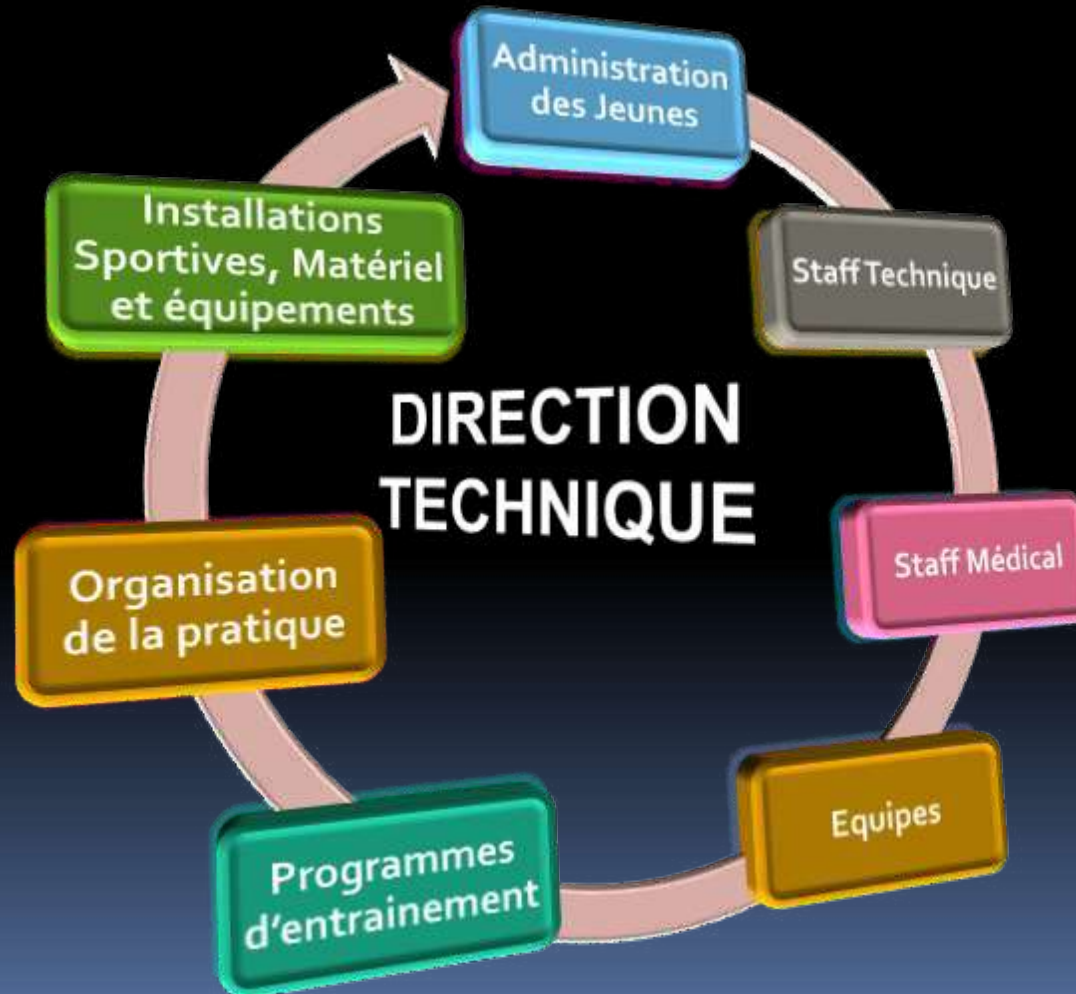 Administration
des Jeunes
Staff Technique
Staff Médical
Equipes
Programmes
d'entrainement
Organisation
de la pratique
Installations
Sportives, Matériel
et équipements
DIRECTION
TECHNIQUE